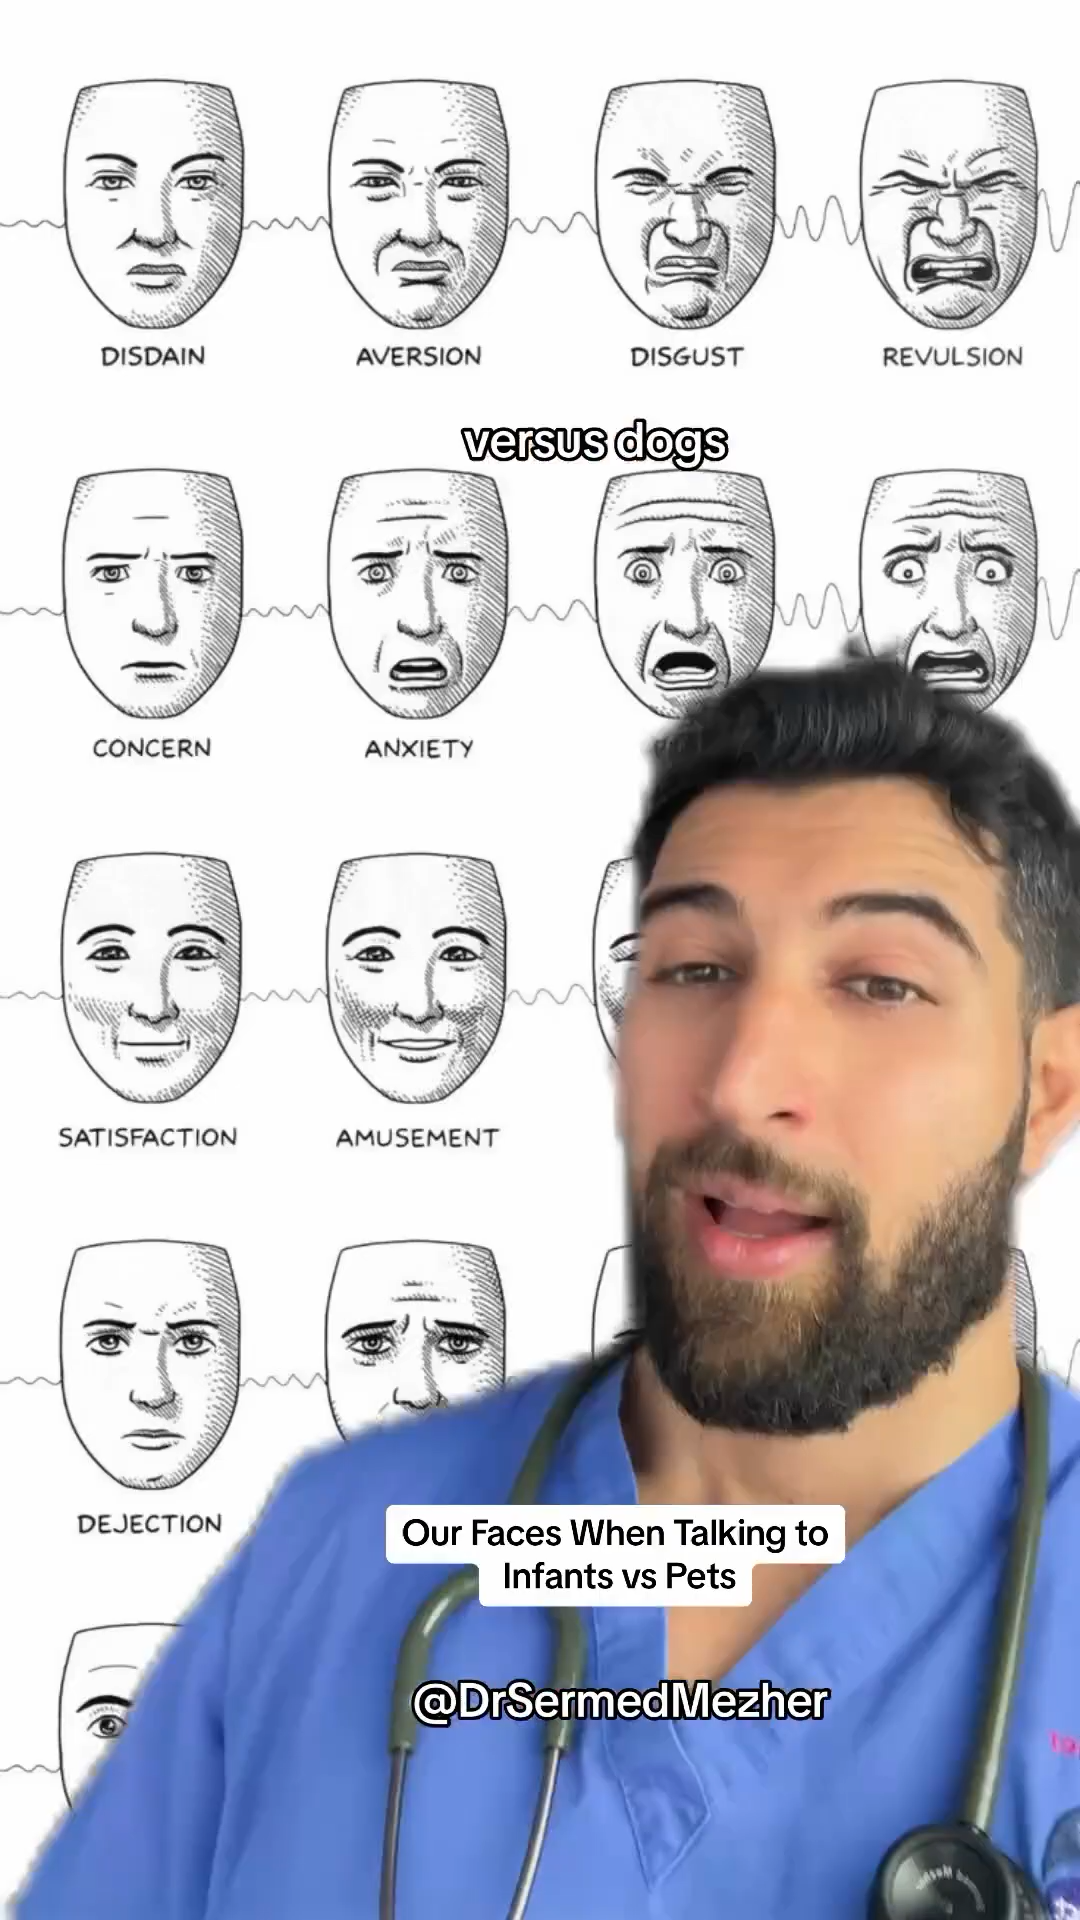 DISDAIN AVERSION DISGUST REVULSION
versus dogs
CONCERN ANXIETY
SATISFACTION AMUSEMENT
DEJECTION
Our Faces When Talking to
Infants vs Pets
@DrSermedMezher